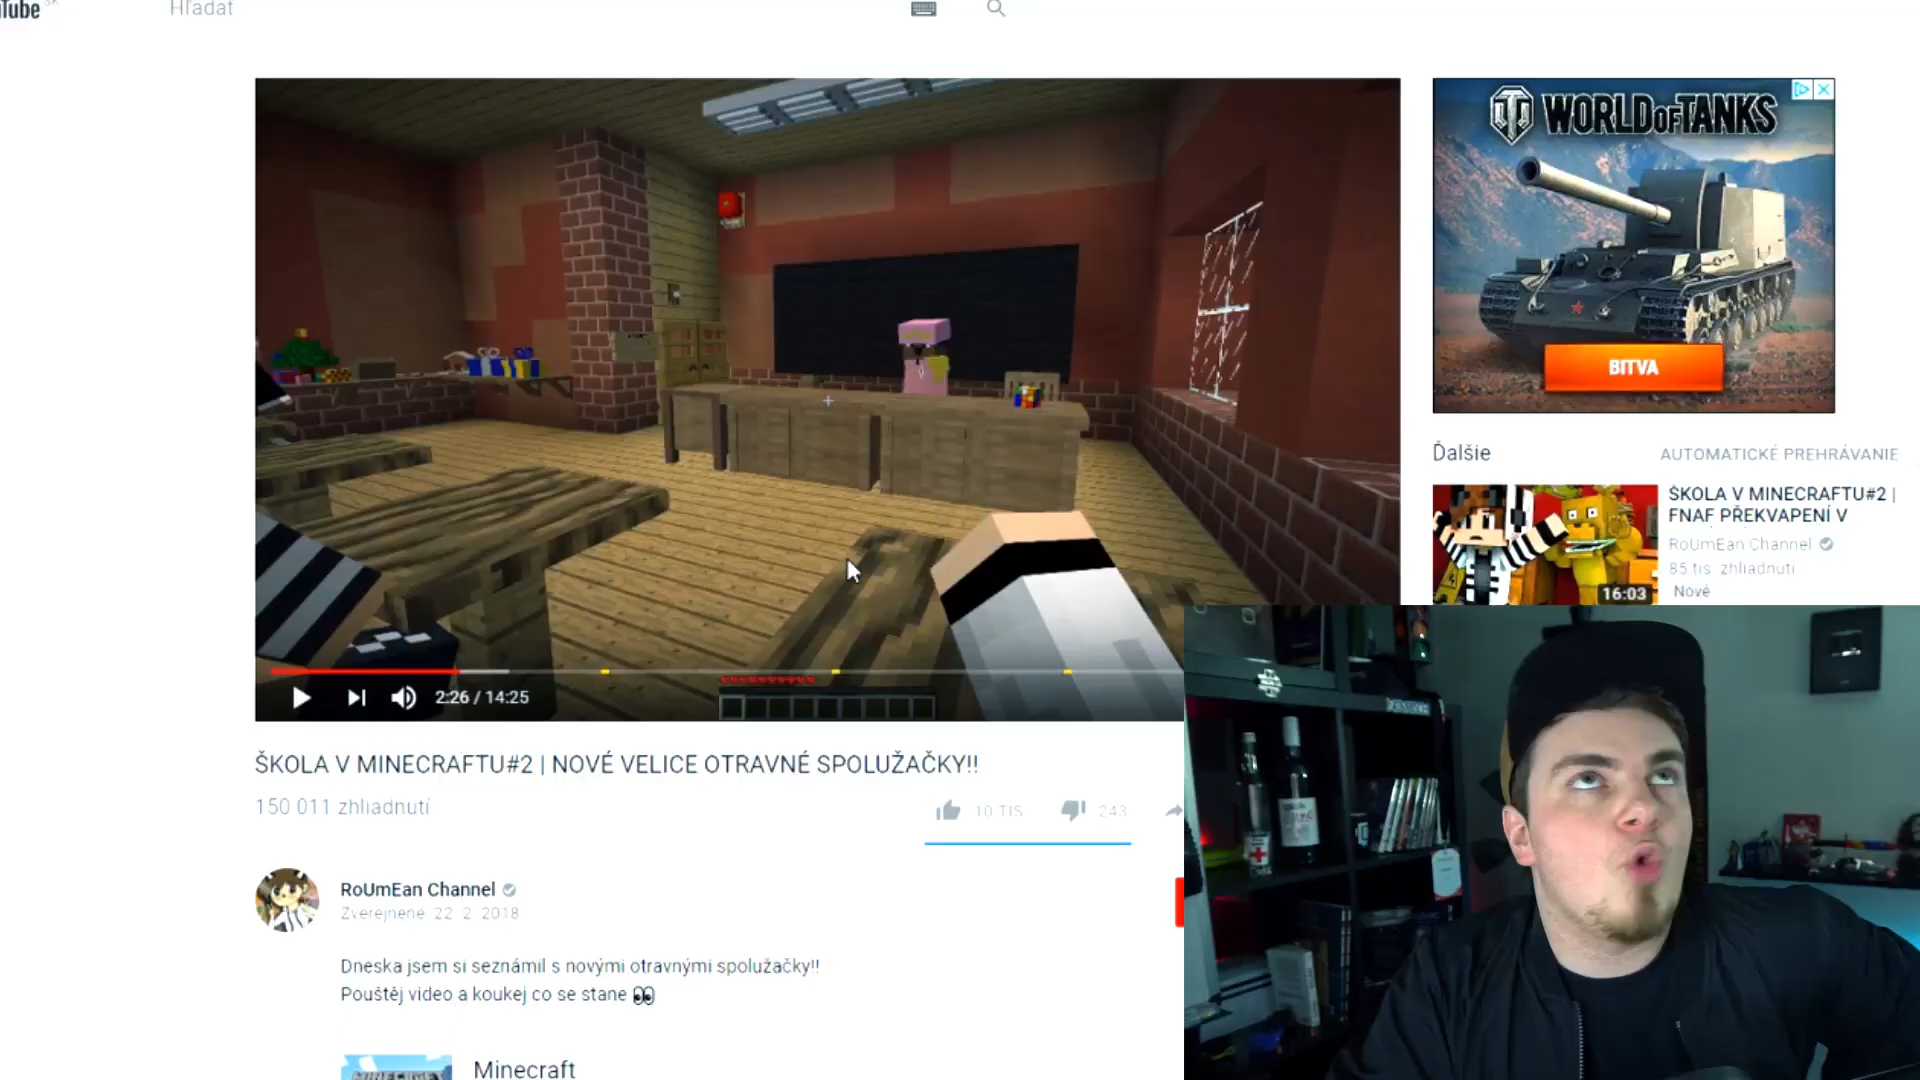 Tube SK
Hľadať
WORLD OF TANKS
BITVA
2:26 / 14:25
Ďalšie
AUTOMATICKÉ PREHRÁVANIE
ŠKOLA V MINECRAFTU#2 |
FNAF PŘEKVAPENÍ V
RoUmEan Channel
85 tis. zhliadnutí
Nové
16:03
ŠKOLA V MINECRAFTU#2 | NOVÉ VELICE OTRAVNÉ SPOLUŽAČKY!!
150 011 zhliadnutí
10 TIS
243
RoUmEan Channel
Zverejnené 22. 2. 2018
Dneska jsem si seznámil s novými otravnými spolužačky!!
Pouštěj video a koukej co se stane 👀
MINECRAFT
Minecraft